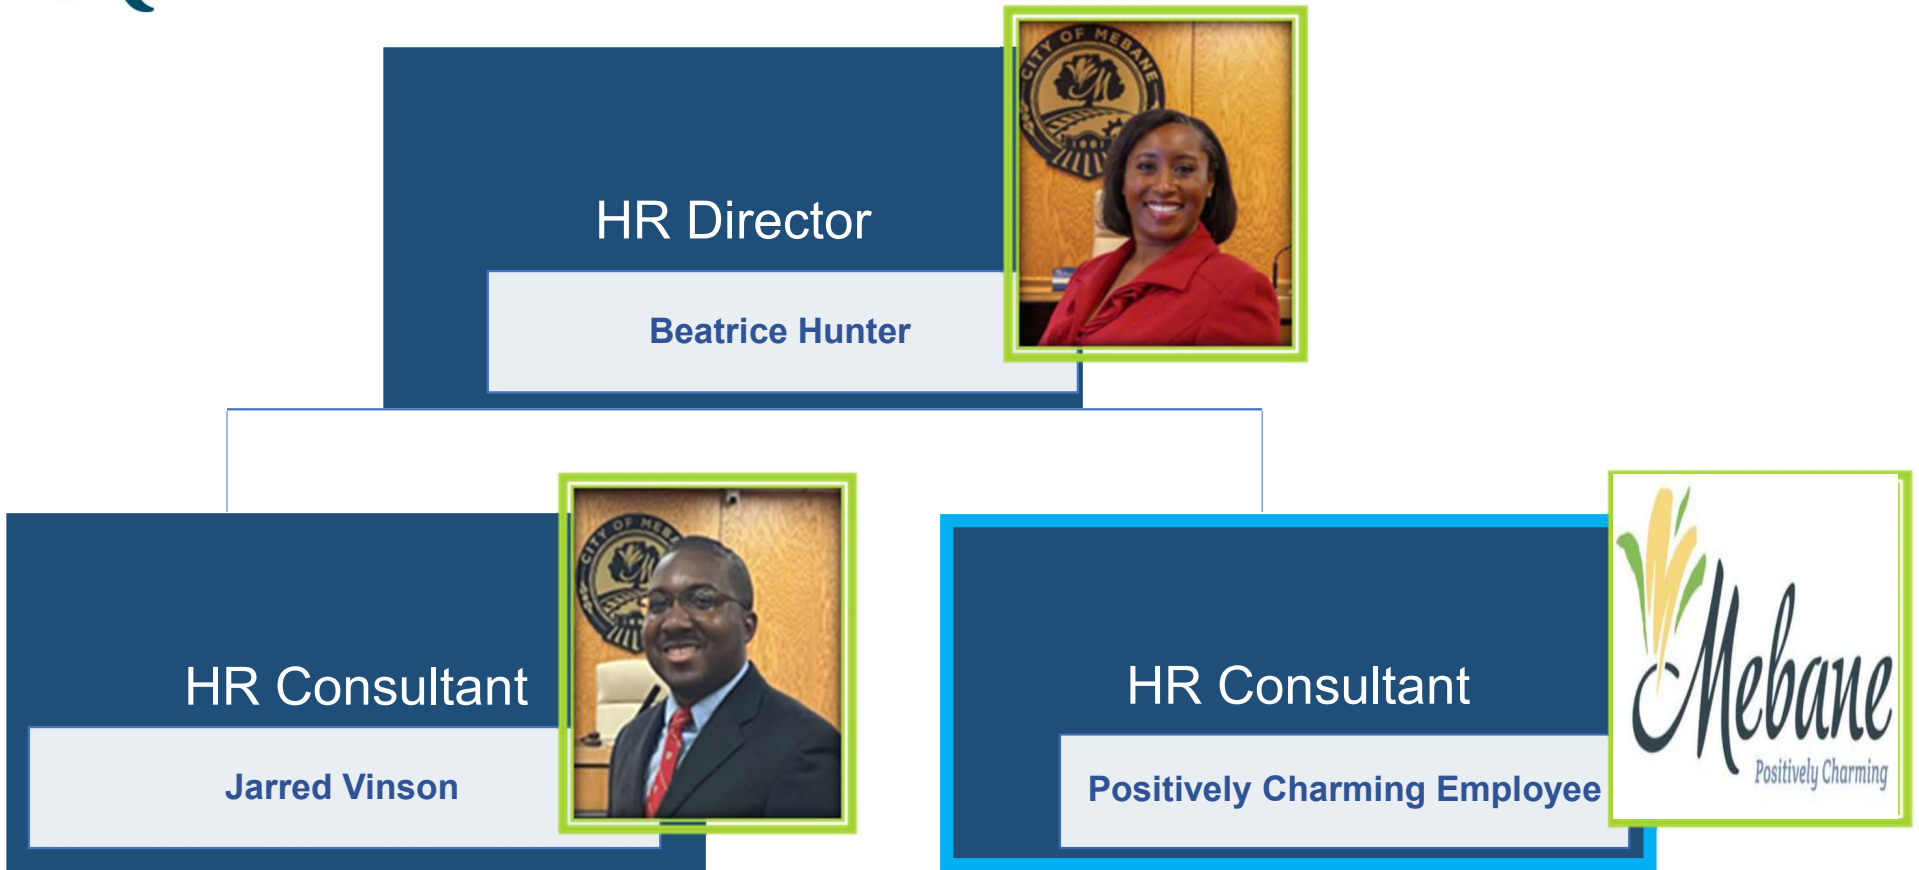 CITY OF MEBANE
1881
HR Director
Beatrice Hunter
CITY OF MEBA
HR Consultant
Jarred Vinson
HR Consultant
Positively Charming Employee
Mebane
Positively Charming